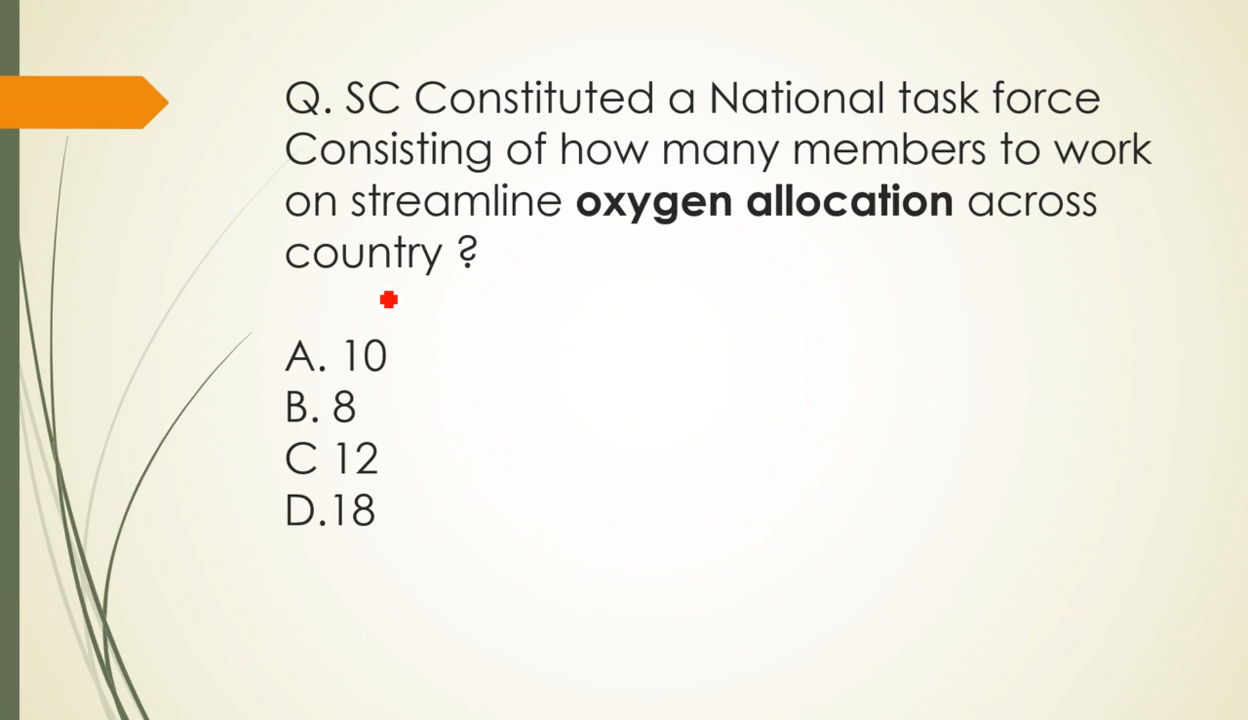 Q. SC Constituted a National task force
Consisting of how many members to work
on streamline oxygen allocation across
country ?
A. 10
B. 8
C 12
D.18